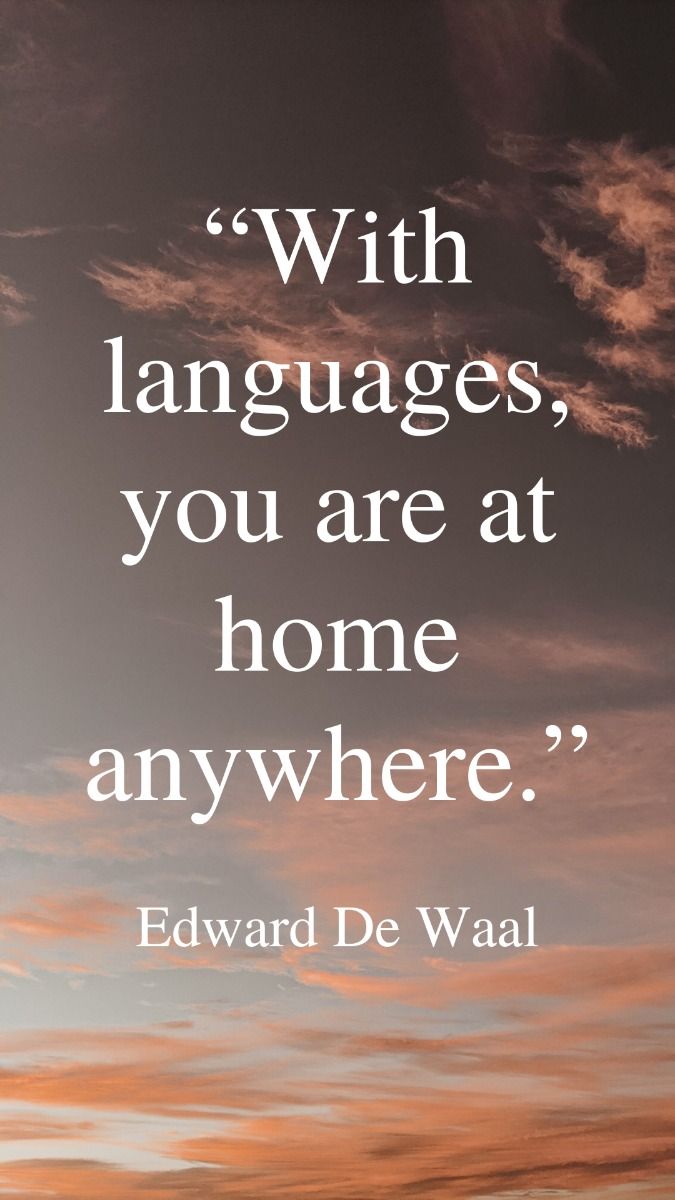 “With
languages,
you are at
home
anywhere.”
Edward De Waal